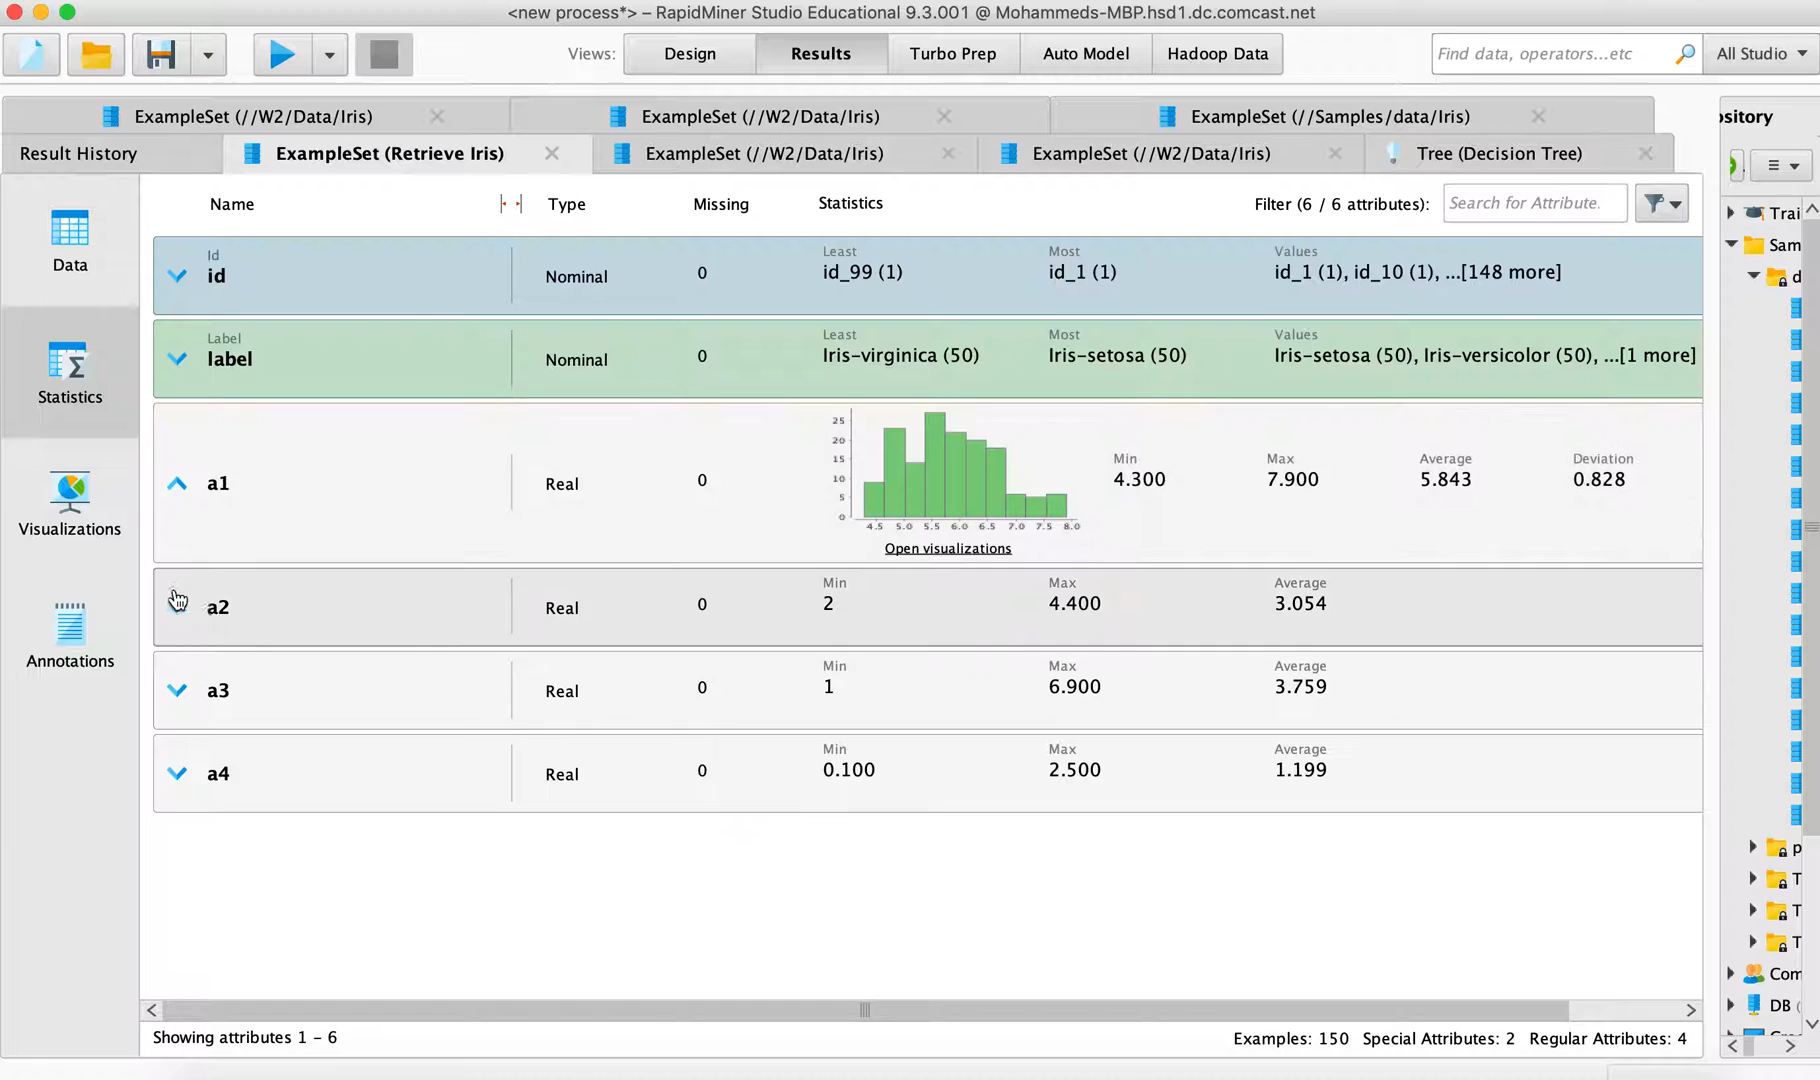 <new process*> – RapidMiner Studio Educational 9.3.001 @ Mohammeds-MBP.hsd1.dc.comcast.net
Views: Design Results Turbo Prep Auto Model Hadoop Data Find data, operators...etc All Studio
ExampleSet (//W2/Data/Iris) ExampleSet (//W2/Data/Iris) ExampleSet (//Samples/data/Iris) ository
Result History ExampleSet (Retrieve Iris) ExampleSet (//W2/Data/Iris) ExampleSet (//W2/Data/Iris) Tree (Decision Tree)
Name Type Missing Statistics Filter (6 / 6 attributes): Search for Attribute.
Data
Statistics
Visualizations
Annotations
Id Least Most Values
id Nominal 0 id_99 (1) id_1 (1) id_1 (1), id_10 (1), ...[148 more]
Label Least Most Values
label Nominal 0 Iris-virginica (50) Iris-setosa (50) Iris-setosa (50), Iris-versicolor (50), ...[1 more]
25
20
15
10
5
0
4.5 5.0 5.5 6.0 6.5 7.0 7.5 8.0
Open visualizations
Min Max Average Deviation
a1 Real 0 4.300 7.900 5.843 0.828
Min Max Average
a2 Real 0 2 4.400 3.054
Min Max Average
a3 Real 0 1 6.900 3.759
Min Max Average
a4 Real 0 0.100 2.500 1.199
Trai
Sam
d
p
T
T
T
Com
DB (
Showing attributes 1 – 6 Examples: 150 Special Attributes: 2 Regular Attributes: 4